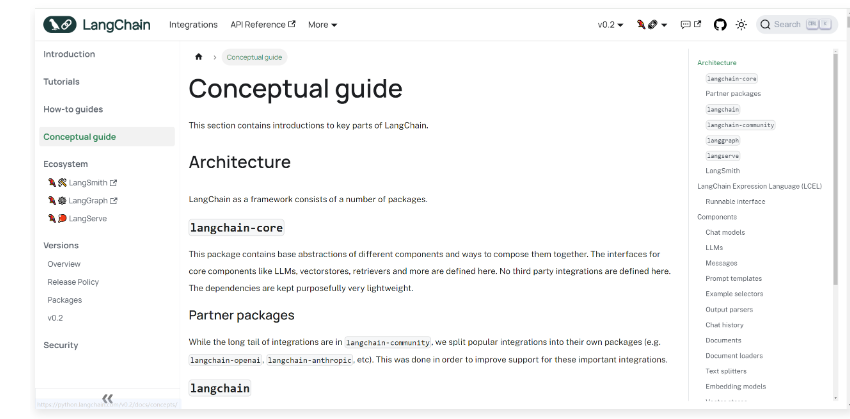 LangChain
Integrations API Reference More
v0.2
Search
Introduction
Tutorials
How-to guides
Conceptual guide
Ecosystem
LangSmith
LangGraph
LangServe
Versions
Overview
Release Policy
Packages
v0.2
Security
Conceptual guide
Conceptual guide
This section contains introductions to key parts of LangChain.
Architecture
LangChain as a framework consists of a number of packages.
langchain-core
This package contains base abstractions of different components and ways to compose them together. The interfaces for
core components like LLMs, vectorstores, retrievers and more are defined here. No third party integrations are defined here.
The dependencies are kept purposefully very lightweight.
Partner packages
While the long tail of integrations are in langchain-community, we split popular integrations into their own packages (e.g.
langchain-openai, langchain-anthropic, etc). This was done in order to improve support for these important integrations.
langchain
Architecture
langchain-core
Partner packages
langchain
langchain-community
langgraph
langserve
LangSmith
LangChain Expression Language (LCEL)
Runnable interface
Components
Chat models
LLMs
Messages
Prompt templates
Example selectors
Output parsers
Chat history
Documents
Document loaders
Text splitters
Embedding models